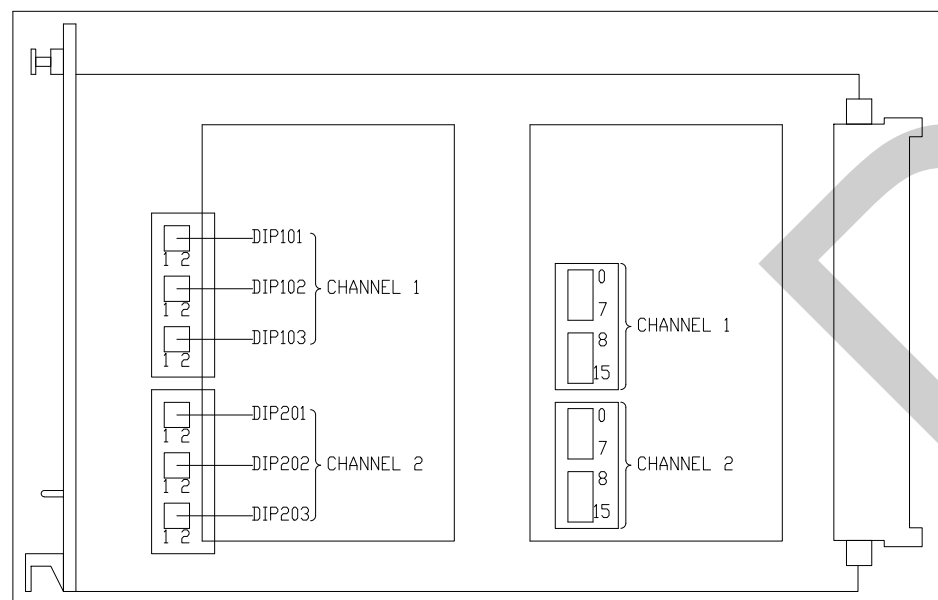 DIP101
1 2
DIP102
CHANNEL 1
1 2
DIP103
1 2
DIP201
1 2
DIP202
CHANNEL 2
1 2
DIP203
1 2
0
7
CHANNEL 1
8
15
0
7
CHANNEL 2
8
15